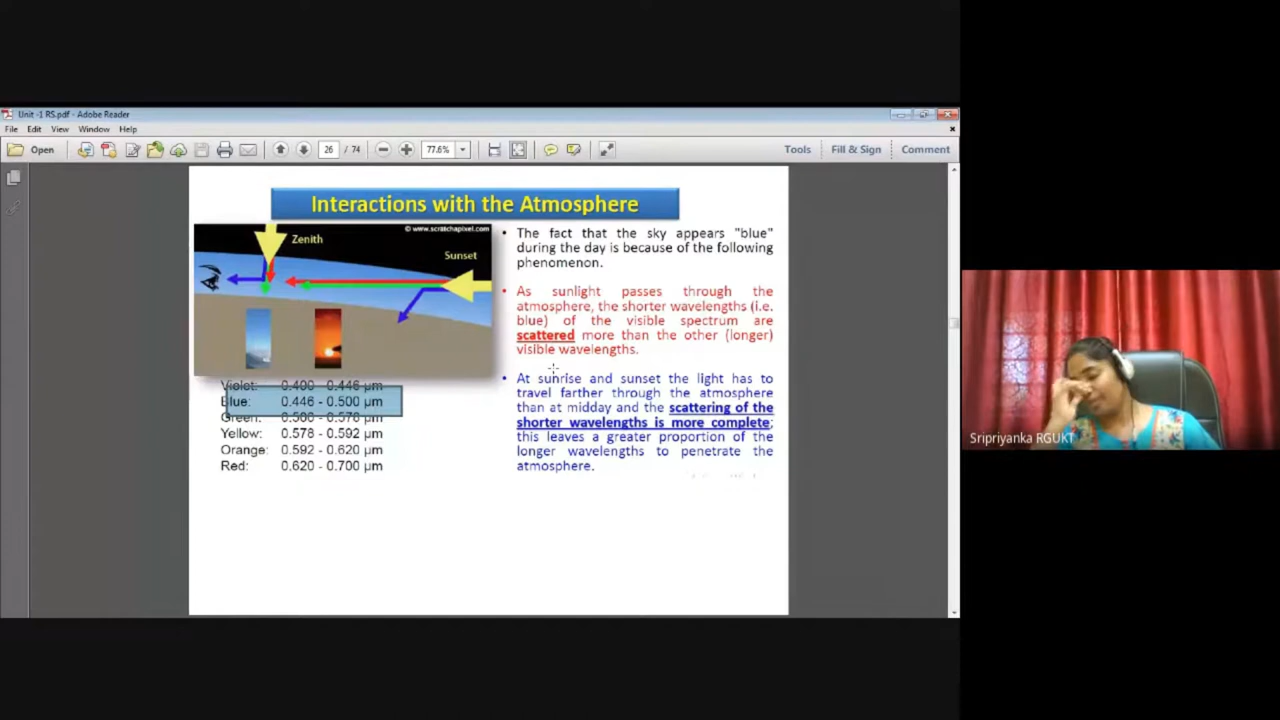 Unit -1 RS.pdf - Adobe Reader
File Edit View Window Help
Open 26 / 74 77.6% Tools Fill & Sign Comment
Interactions with the Atmosphere
© www.scratchapixel.com
Zenith
Sunset
Violet: 0.400 - 0.446 µm
Blue: 0.446 - 0.500 µm
Green: 0.500 - 0.578 µm
Yellow: 0.578 - 0.592 µm
Orange: 0.592 - 0.620 µm
Red: 0.620 - 0.700 µm
• The fact that the sky appears "blue"
during the day is because of the following
phenomenon.
• As sunlight passes through the
atmosphere, the shorter wavelengths (i.e.
blue) of the visible spectrum are
scattered more than the other (longer)
visible wavelengths.
• At sunrise and sunset the light has to
travel farther through the atmosphere
than at midday and the scattering of the
shorter wavelengths is more complete;
this leaves a greater proportion of the
longer wavelengths to penetrate the
atmosphere.
Sripriyanka RGUKT